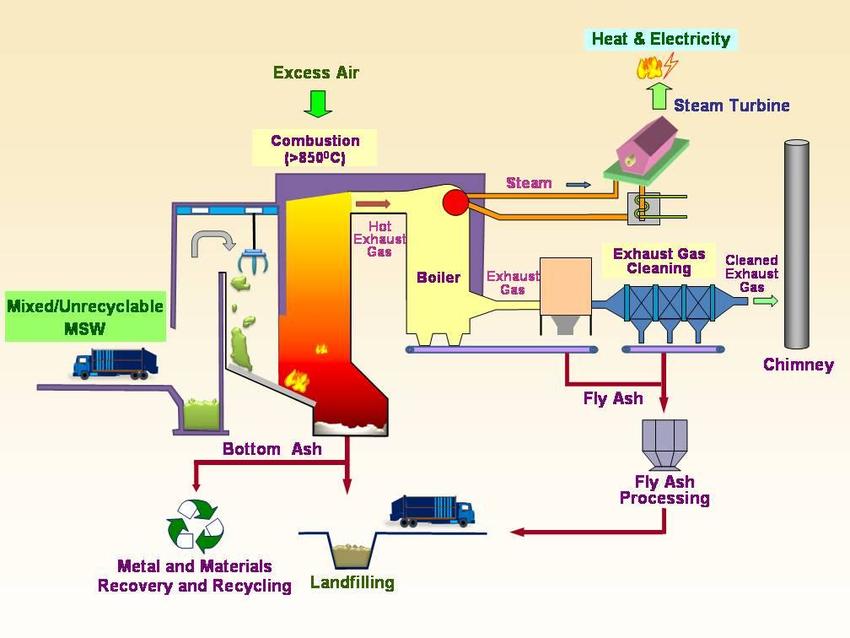 Heat & Electricity
Excess Air
Steam Turbine
Combustion
(>850⁰C)
Steam
Hot
Exhaust
Gas
Boiler
Exhaust
Gas
Exhaust Gas
Cleaning
Cleaned
Exhaust
Gas
Mixed/Unrecyclable
MSW
Chimney
Fly Ash
Bottom Ash
Fly Ash
Processing
Metal and Materials
Recovery and Recycling
Landfilling